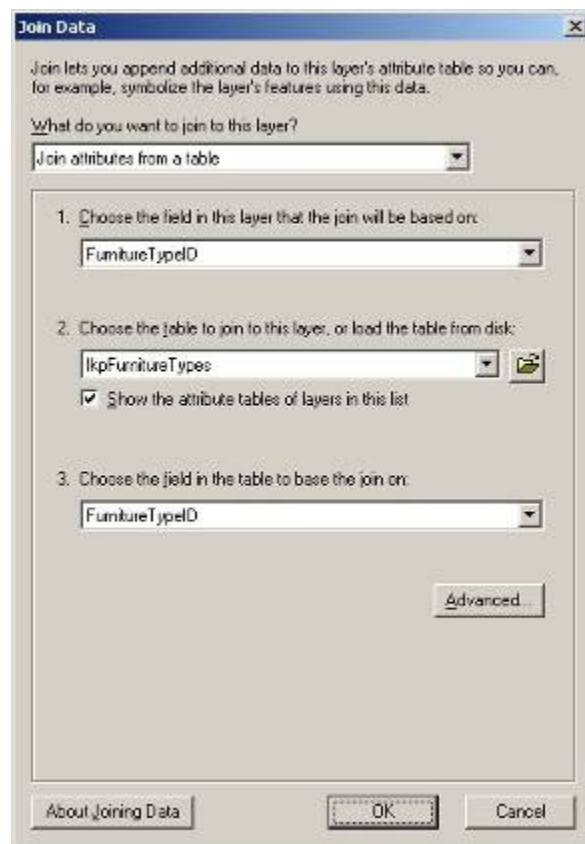 Join Data
Join lets you append additional data to this layer's attribute table so you can,
for example, symbolize the layer's features using this data.
What do you want to join to this layer?
Join attributes from a table
1. Choose the field in this layer that the join will be based on:
FurnitureTypeID
2. Choose the table to join to this layer, or load the table from disk:
lkpFurnitureTypes
Show the attribute tables of layers in this list
3. Choose the field in the table to base the join on:
FurnitureTypeID
Advanced...
About Joining Data
OK
Cancel